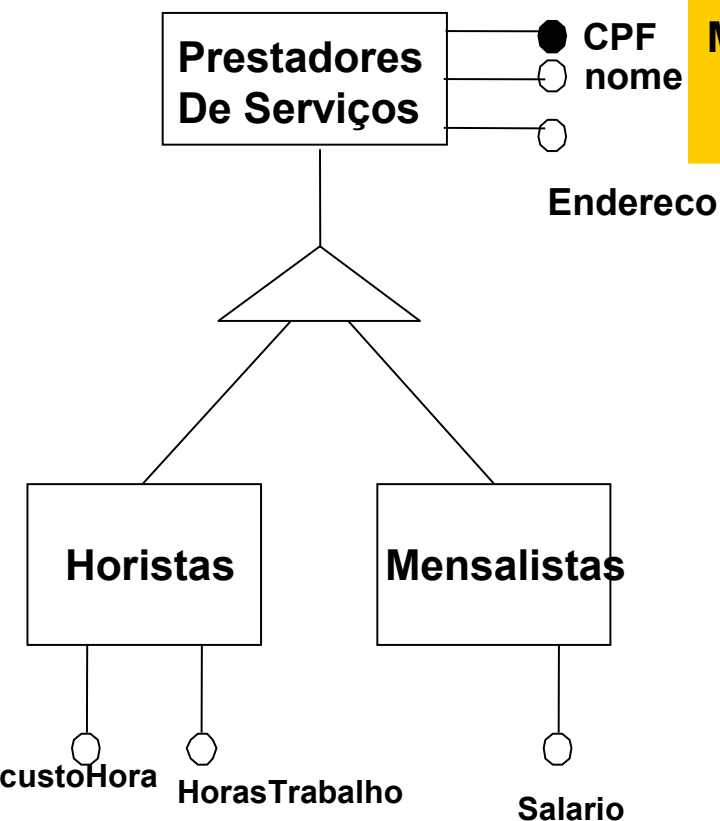 Prestadores
De Serviços
CPF
nome
Endereco
M
Horistas
Mensalistas
custoHora
HorasTrabalho
Salario